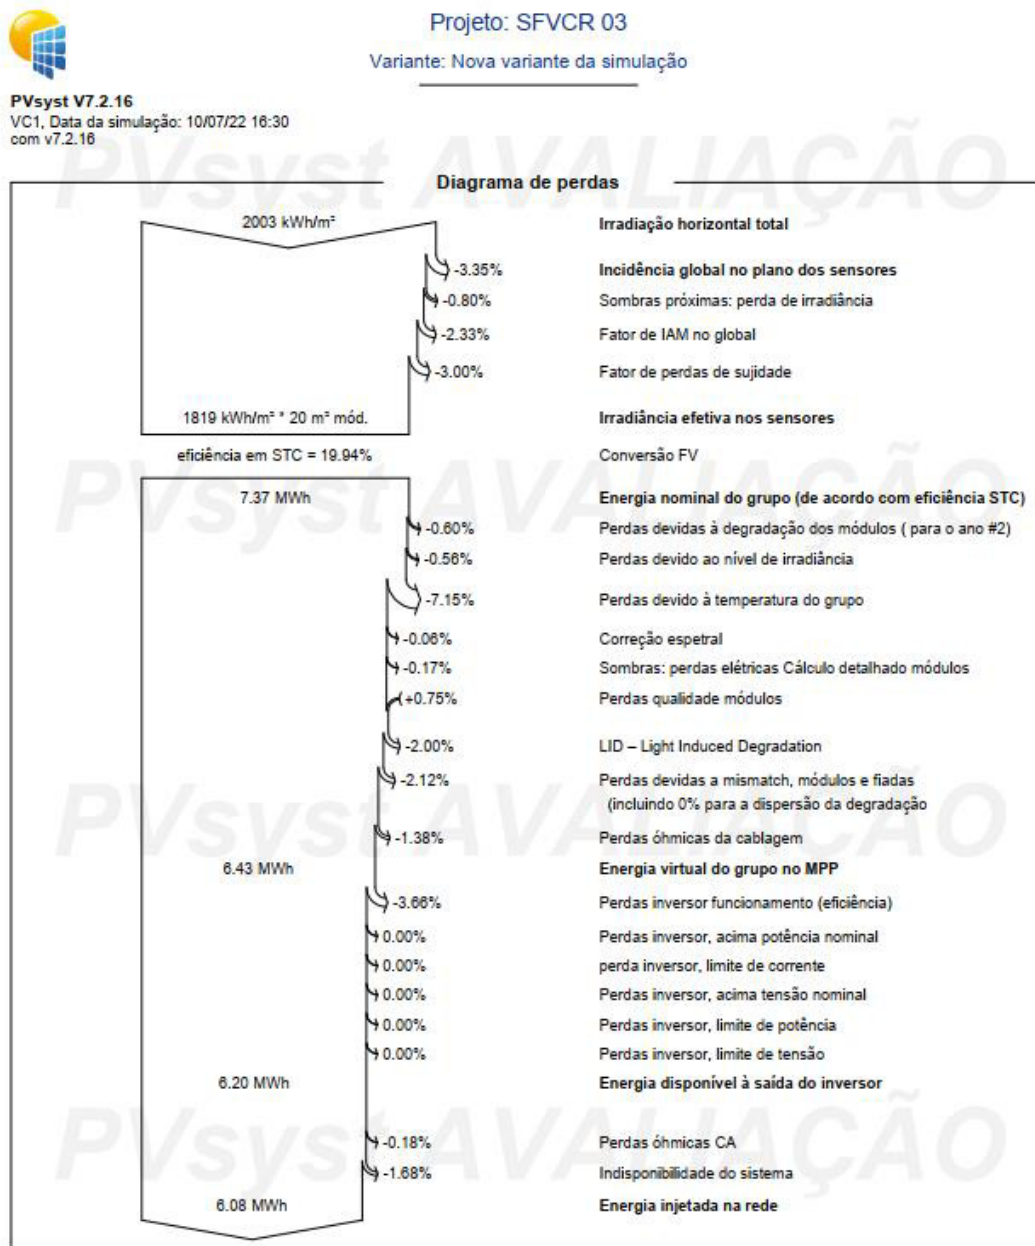 Projeto: SFVCR 03
Variante: Nova variante da simulação
PVsyst V7.2.16
VC1, Data da simulação: 10/07/22 16:30
com v7.2.16
PVsyst AVALIAÇÃO
Diagrama de perdas
2003 kWh/m² Irradiação horizontal total
-3.35% Incidência global no plano dos sensores
-0.80% Sombras próximas: perda de irradiância
-2.33% Fator de IAM no global
-3.00% Fator de perdas de sujidade
1819 kWh/m² * 20 m² mód. Irradiância efetiva nos sensores
eficiência em STC = 19.94% Conversão FV
PVsyst AVALIAÇÃO
7.37 MWh Energia nominal do grupo (de acordo com eficiência STC)
-0.60% Perdas devidas à degradação dos módulos ( para o ano #2)
-0.56% Perdas devido ao nível de irradiância
-7.15% Perdas devido à temperatura do grupo
-0.06% Correção espetral
-0.17% Sombras: perdas elétricas Cálculo detalhado módulos
+0.75% Perdas qualidade módulos
-2.00% LID – Light Induced Degradation
-2.12% Perdas devidas a mismatch, módulos e fiadas
(incluindo 0% para a dispersão da degradação
PVsyst AVALIAÇÃO
-1.38% Perdas óhmicas da cablagem
6.43 MWh Energia virtual do grupo no MPP
-3.66% Perdas inversor funcionamento (eficiência)
0.00% Perdas inversor, acima potência nominal
0.00% perda inversor, limite de corrente
0.00% Perdas inversor, acima tensão nominal
0.00% Perdas inversor, limite de potência
0.00% Perdas inversor, limite de tensão
6.20 MWh Energia disponível à saída do inversor
PVsyst AVALIAÇÃO
-0.18% Perdas óhmicas CA
-1.68% Indisponibilidade do sistema
6.08 MWh Energia injetada na rede